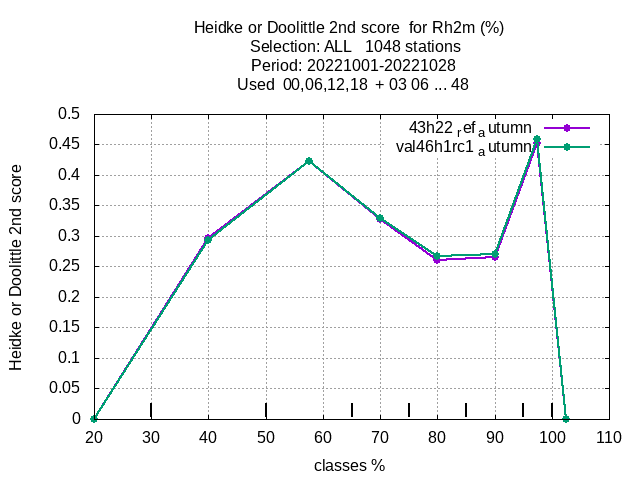 Heidke or Doolittle 2nd score  for Rh2m (%)
Selection: ALL   1048 stations
Period: 20221001-20221028
Used  00,06,12,18  + 03 06 ... 48
43h22 ref autumn
val46h1rc1 autumn
Heidke or Doolittle 2nd score
0.5
0.45
0.4
0.35
0.3
0.25
0.2
0.15
0.1
0.05
0
20 30 40 50 60 70 80 90 100 110
classes %